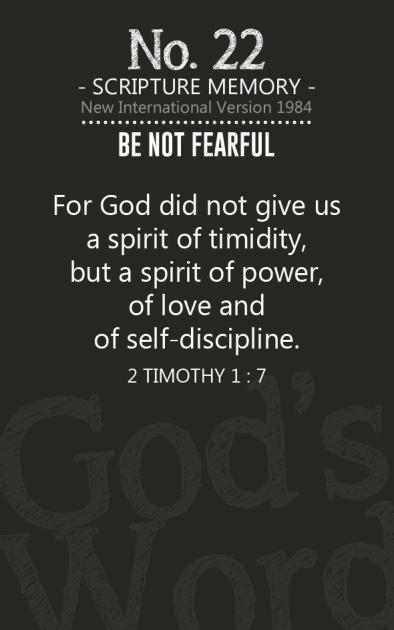 No. 22
- SCRIPTURE MEMORY -
New International Version 1984
BE NOT FEARFUL
For God did not give us
a spirit of timidity,
but a spirit of power,
of love and
of self-discipline.
2 TIMOTHY 1 : 7
God's
Word